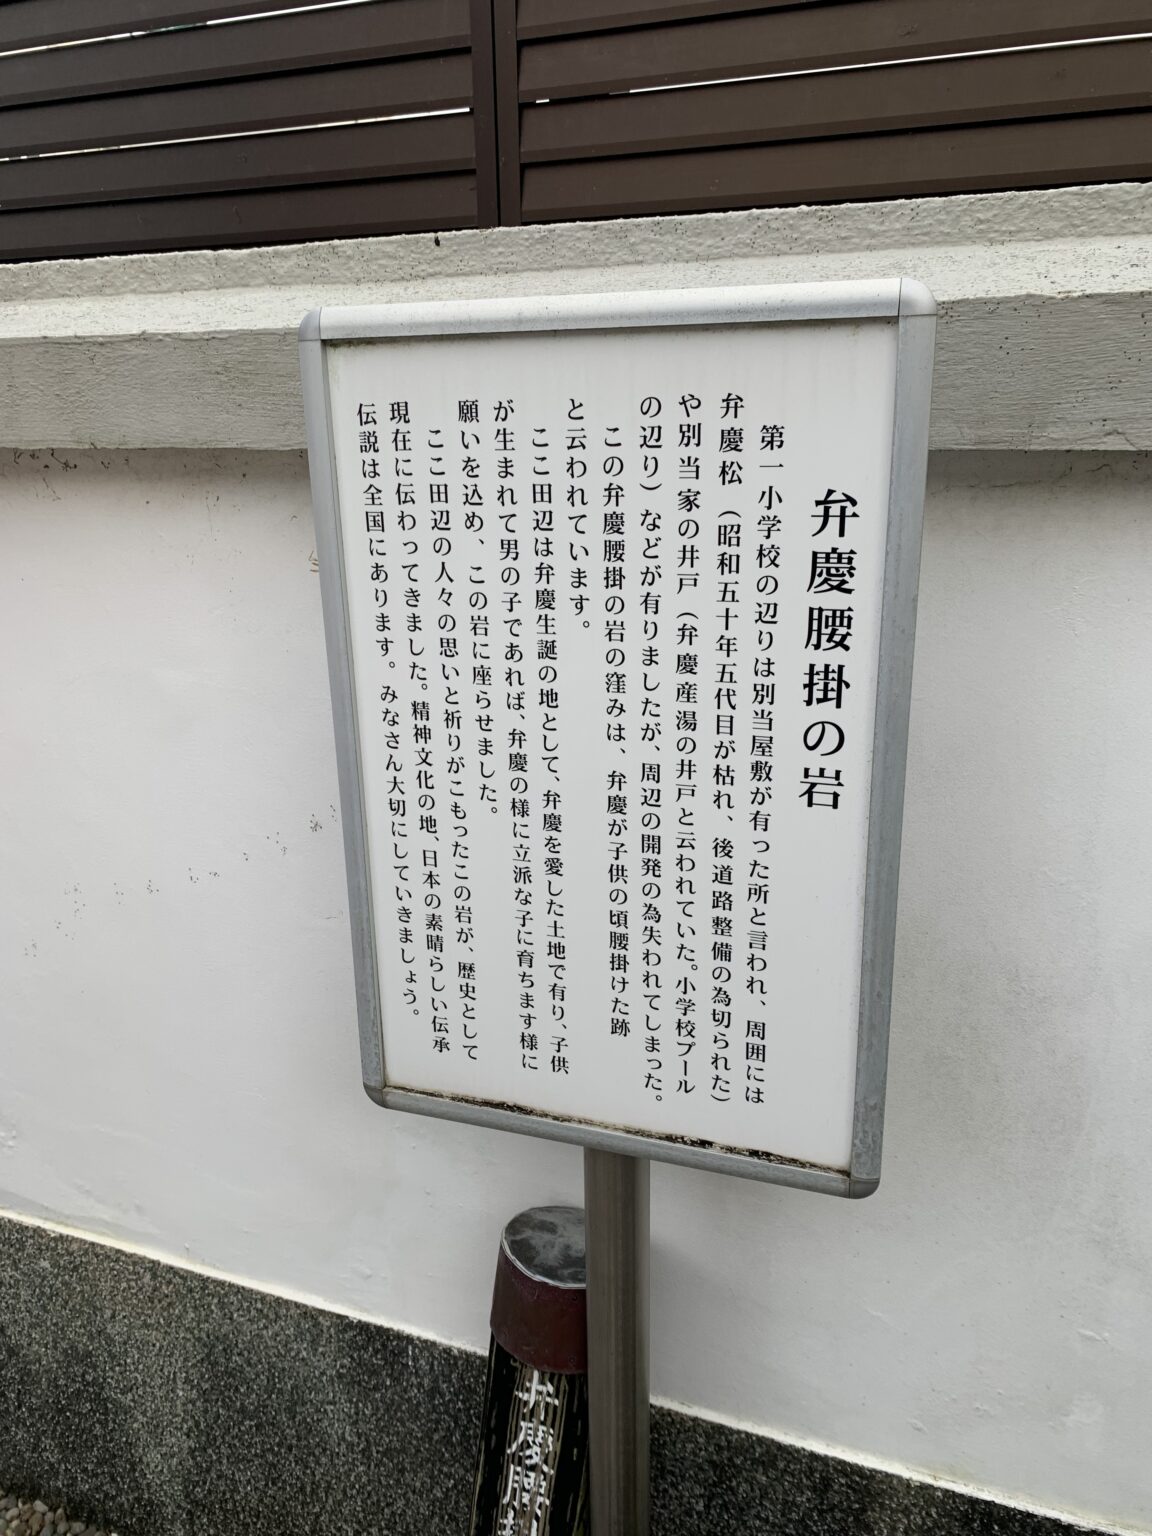 弁慶腰掛の岩
第一小学校の辺りは別当屋敷が有った所と言われ、周囲には
弁慶松(昭和五十年五代目が枯れ、後道路整備の為切られた)
や別当家の井戸(弁慶産湯の井戸と云われていた。小学校プール
の辺り)などが有りましたが、周辺の開発の為失われてしまった。
この弁慶腰掛の岩の窪みは、弁慶が子供の頃腰掛けた跡
と云われています。
ここ田辺は弁慶生誕の地として、弁慶を愛した土地で有り、子供
が生まれて男の子であれば、弁慶の様に立派な子に育ちます様に
願いを込め、この岩に座らせました。
ここ田辺の人々の思いと祈りがこもったこの岩が、歴史として
現在に伝わってきました。精神文化の地、日本の素晴らしい伝承
伝説は全国にあります。みなさん大切にしていきましょう。
弁慶腰